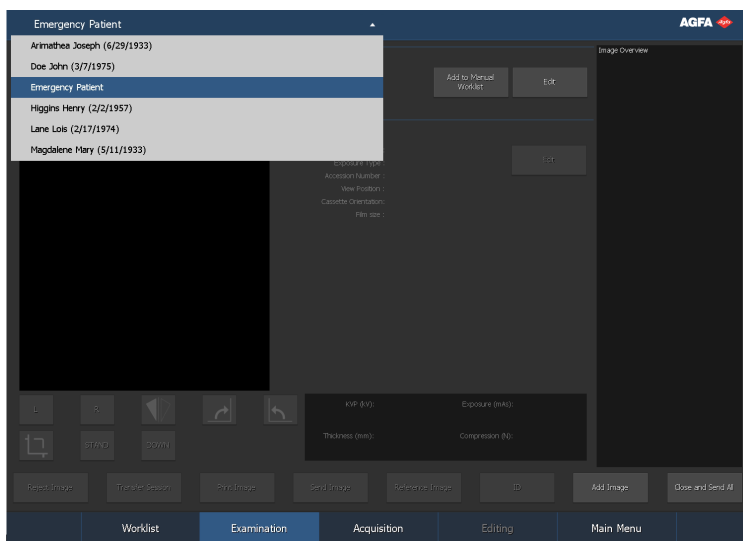 Emergency Patient
AGFA
Arimathea Joseph (6/29/1933)
Doe John (3/7/1975)
Emergency Patient
Higgins Henry (2/2/1957)
Lane Lois (2/17/1974)
Magdalene Mary (5/11/1933)
Add to Manual
Worklist
Edit
Image Overview
Exposure Type :
Accession Number :
View Position :
Cassette Orientation:
Film size :
Edit
L
R
STAND
DOWN
KVP (kV):
Exposure (mAs):
Thickness (mm):
Compression (N):
Reject Image
Transfer Session
Print Image
Send Image
Reference Image
ID
Add Image
Close and Send All
Worklist
Examination
Acquisition
Editing
Main Menu